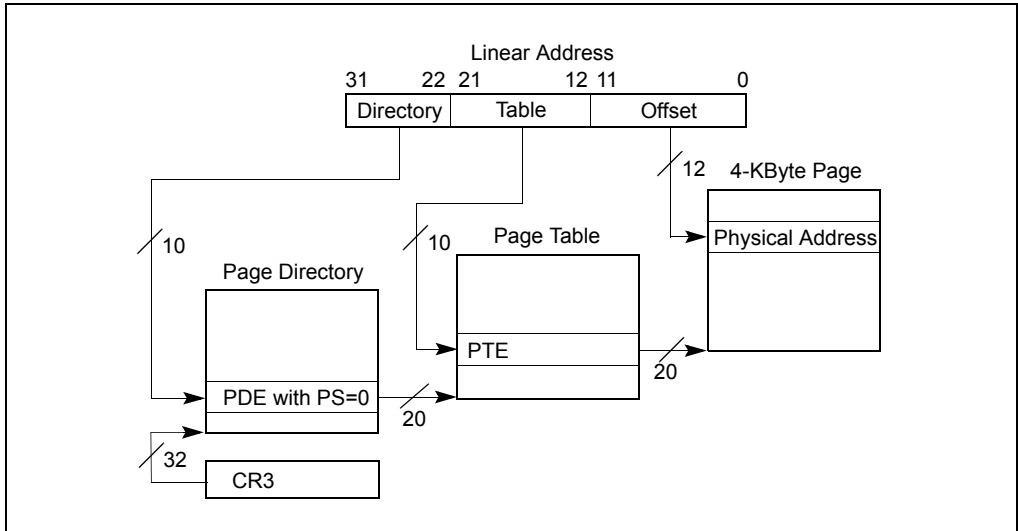 Linear Address
31 22 21 12 11 0
Directory Table Offset
12 4-KByte Page
10 10 Page Table Physical Address
Page Directory
PTE
20
PDE with PS=0
20
32
CR3